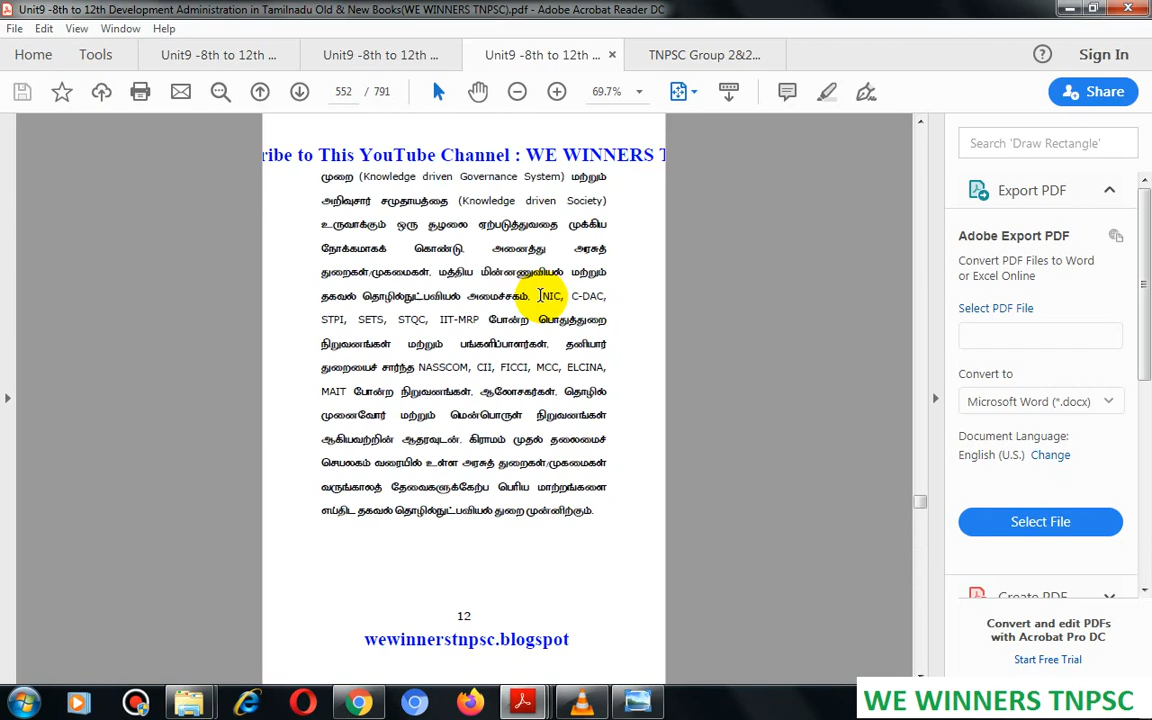 Unit9 -8th to 12th Development Administration in Tamilnadu Old & New Books(WE WINNERS TNPSC).pdf - Adobe Acrobat Reader DC
File Edit View Window Help
Home Tools Unit9 -8th to 12th ... Unit9 -8th to 12th ... Unit9 -8th to 12th ... × TNPSC Group 2&2... Sign In
552 / 791 69.7% Share
ribe to This YouTube Channel : WE WINNERS T
முறை (Knowledge driven Governance System) மற்றும்
அறிவுசார் சமுதாயத்தை (Knowledge driven Society)
உருவாக்கும் ஒரு சூழலை ஏற்படுத்துவதை முக்கிய
நோக்கமாகக் கொண்டு, அனைத்து அரசுத்
துறைகள்/முகமைகள், மத்திய மின்னணுவியல் மற்றும்
தகவல் தொழில்நுட்பவியல் அமைச்சகம், NIC, C-DAC,
STPI, SETS, STQC, IIT-MRP போன்ற பொதுத்துறை
நிறுவனங்கள் மற்றும் பங்களிப்பாளர்கள், தனியார்
துறையைச் சார்ந்த NASSCOM, CII, FICCI, MCC, ELCINA,
MAIT போன்ற நிறுவனங்கள், ஆலோசகர்கள், தொழில்
முனைவோர் மற்றும் மென்பொருள் நிறுவனங்கள்
ஆகியவற்றின் ஆதரவுடன், கிராமம் முதல் தலைமைச்
செயலகம் வரையில் உள்ள அரசுத் துறைகள்/முகமைகள்
வருங்காலத் தேவைகளுக்கேற்ப பெரிய மாற்றங்களை
எய்திட தகவல் தொழில்நுட்பவியல் துறை முன்னிற்கும்.
12
wewinnerstnpsc.blogspot
Search 'Draw Rectangle'
Export PDF
Adobe Export PDF
Convert PDF Files to Word
or Excel Online
Select PDF File
Convert to
Microsoft Word (*.docx)
Document Language:
English (U.S.) Change
Select File
Create PDF
Convert and edit PDFs
with Acrobat Pro DC
Start Free Trial
WE WINNERS TNPSC